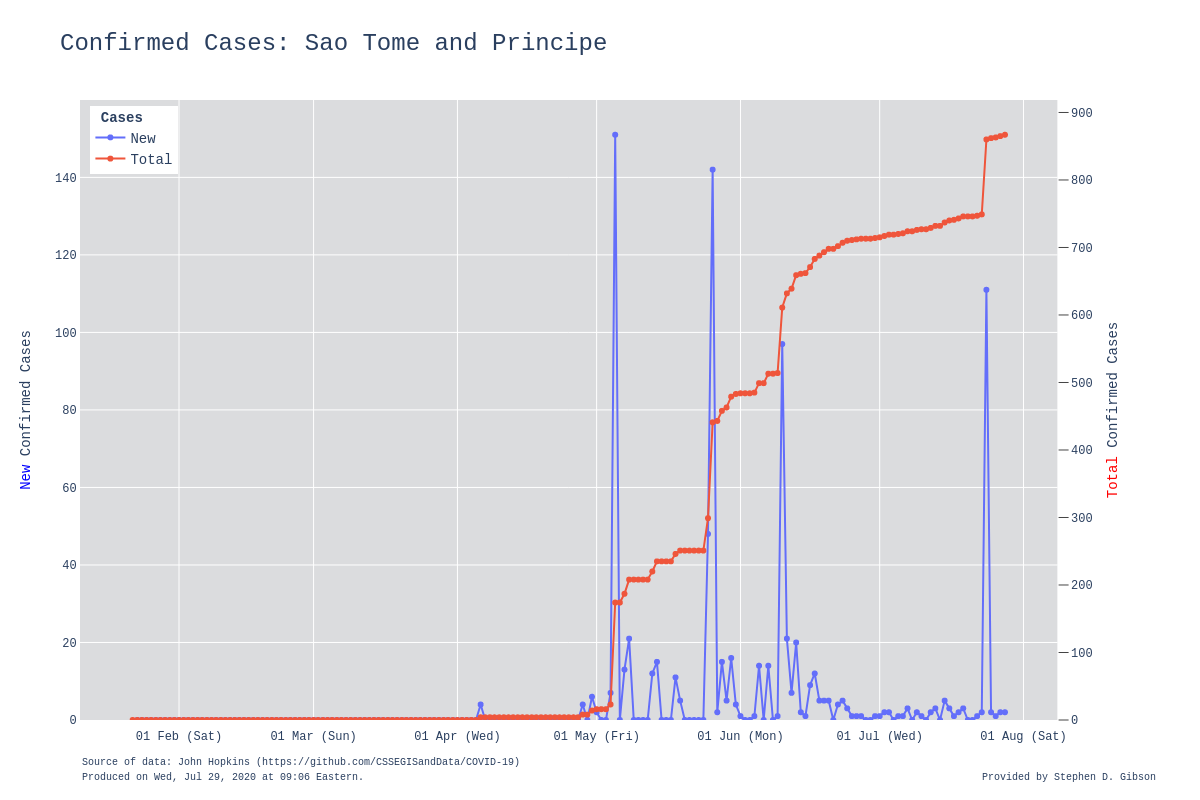 Confirmed Cases: Sao Tome and Principe
Cases
New
Total
900
140
800
120
700
100
600
80
500
400
60
300
40
200
20
100
0
0
New Confirmed Cases
Total Confirmed Cases
01 Feb (Sat) 01 Mar (Sun) 01 Apr (Wed) 01 May (Fri) 01 Jun (Mon) 01 Jul (Wed) 01 Aug (Sat)
Source of data: John Hopkins (https://github.com/CSSEGISandData/COVID-19)
Produced on Wed, Jul 29, 2020 at 09:06 Eastern.
Provided by Stephen D. Gibson